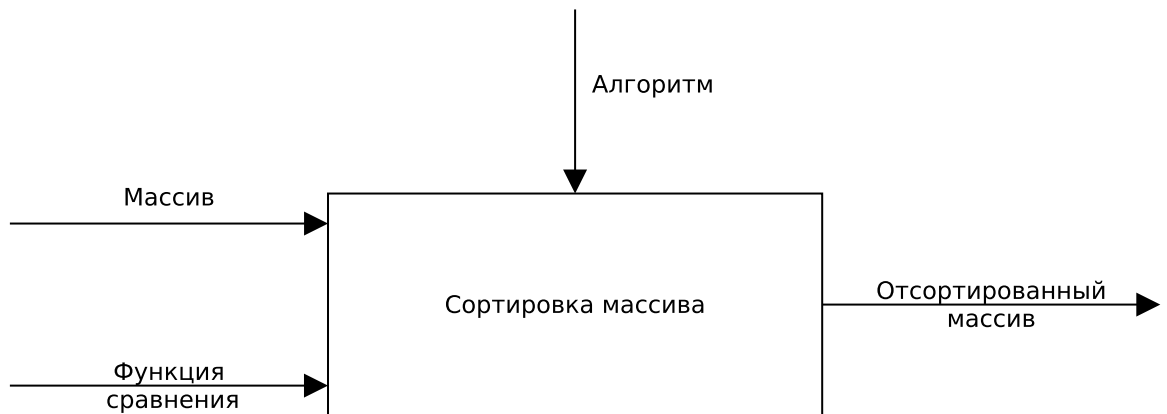 Алгоритм
Массив
Сортировка массива
Отсортированный
массив
Функция
сравнения